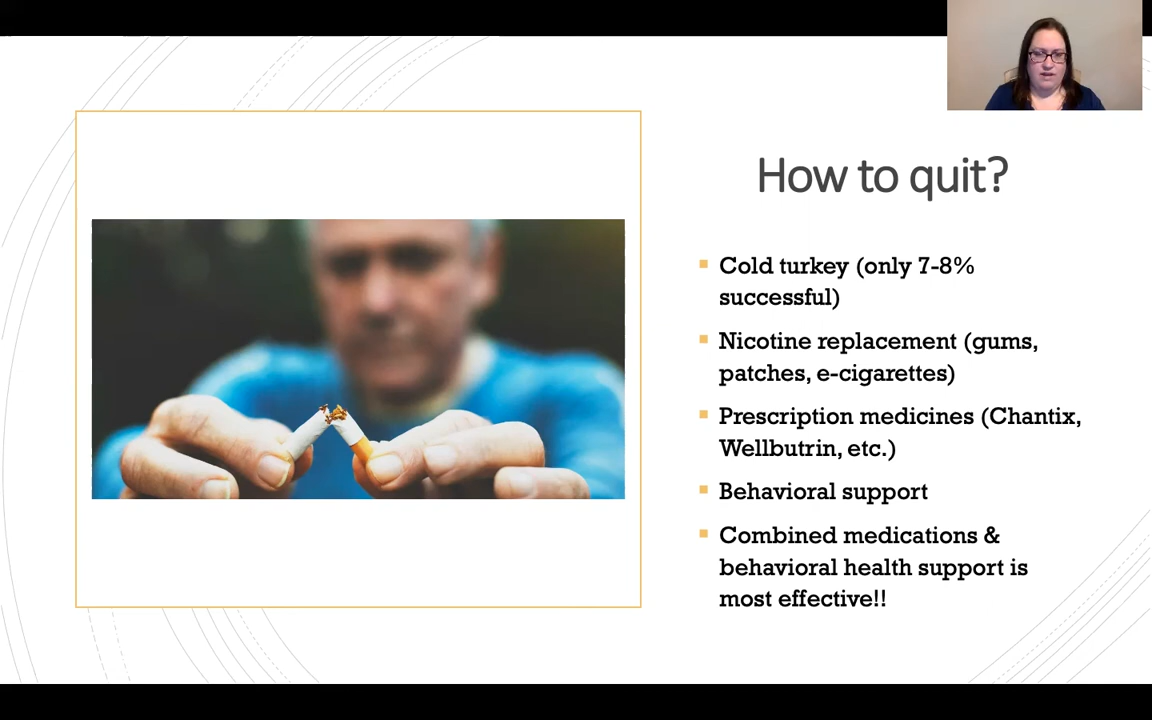 How to quit?
Cold turkey (only 7-8%
successful)
Nicotine replacement (gums,
patches, e-cigarettes)
Prescription medicines (Chantix,
Wellbutrin, etc.)
Behavioral support
Combined medications &
behavioral health support is
most effective!!